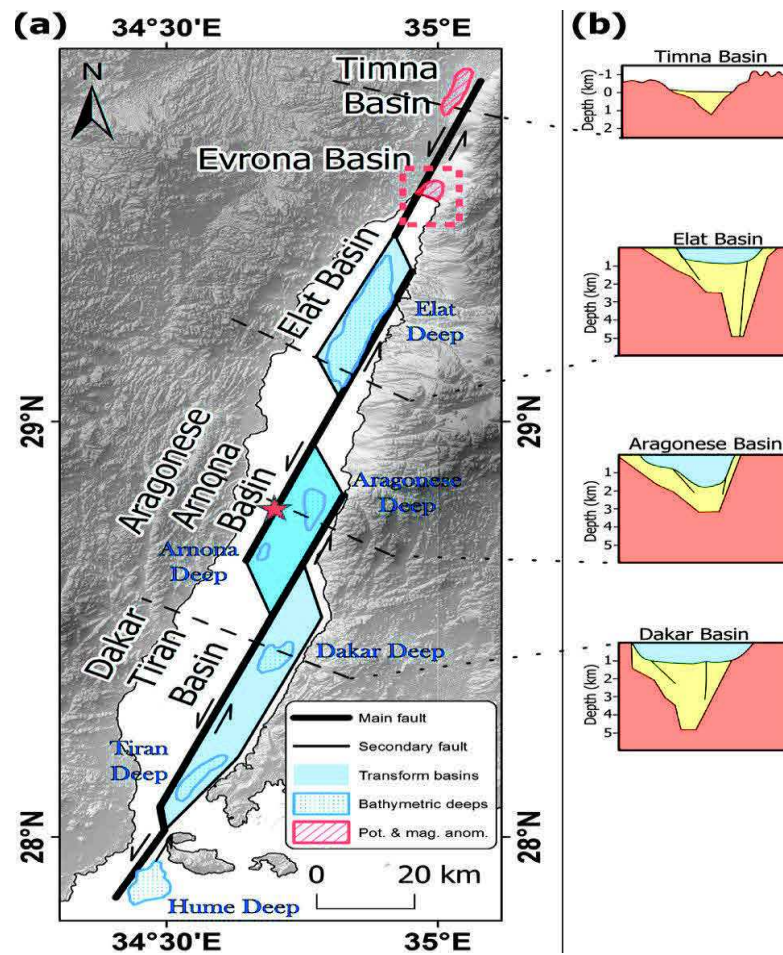 (a)
34°30'E
35°E
N
Timna
Basin
Evrona Basin
Elat Basin
Elat
Deep
29°N
29°N
Aragonese
Arnona
Basin
Aragonese
Deep
Arnona
Deep
Dakar
Tiran
Basin
Dakar Deep
Tiran
Deep
28°N
28°N
Hume Deep
Main fault
Secondary fault
Transform basins
Bathymetric deeps
Pot. & mag. anom.
0 20 km
34°30'E
35°E
(b)
Timna Basin
Depth (km)
-1
0
1
2
Elat Basin
Depth (km)
1
2
3
4
5
Aragonese Basin
Depth (km)
1
2
3
4
5
Dakar Basin
Depth (km)
1
2
3
4
5